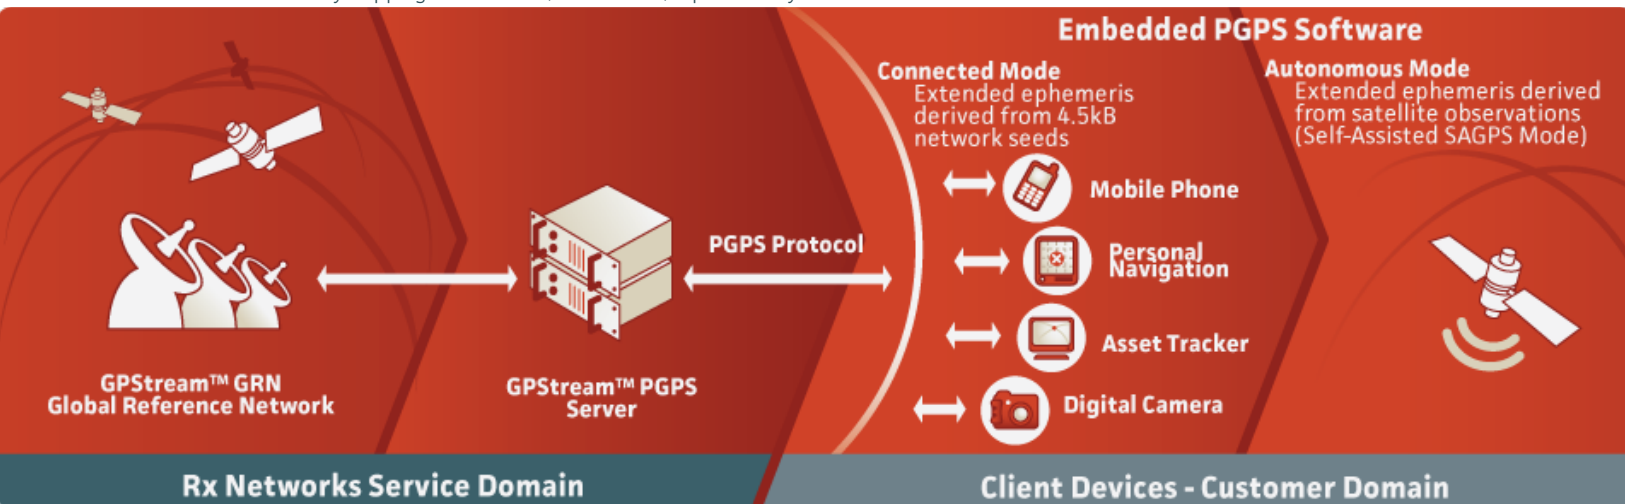 Embedded PGPS Software
Connected Mode
Extended ephemeris
derived from 4.5kB
network seeds
Autonomous Mode
Extended ephemeris derived
from satellite observations
(Self-Assisted SAGPS Mode)
Mobile Phone
PGPS Protocol
Personal
Navigation
Asset Tracker
GPStream™ GRN
Global Reference Network
GPStream™ PGPS
Server
Digital Camera
Rx Networks Service Domain
Client Devices - Customer Domain